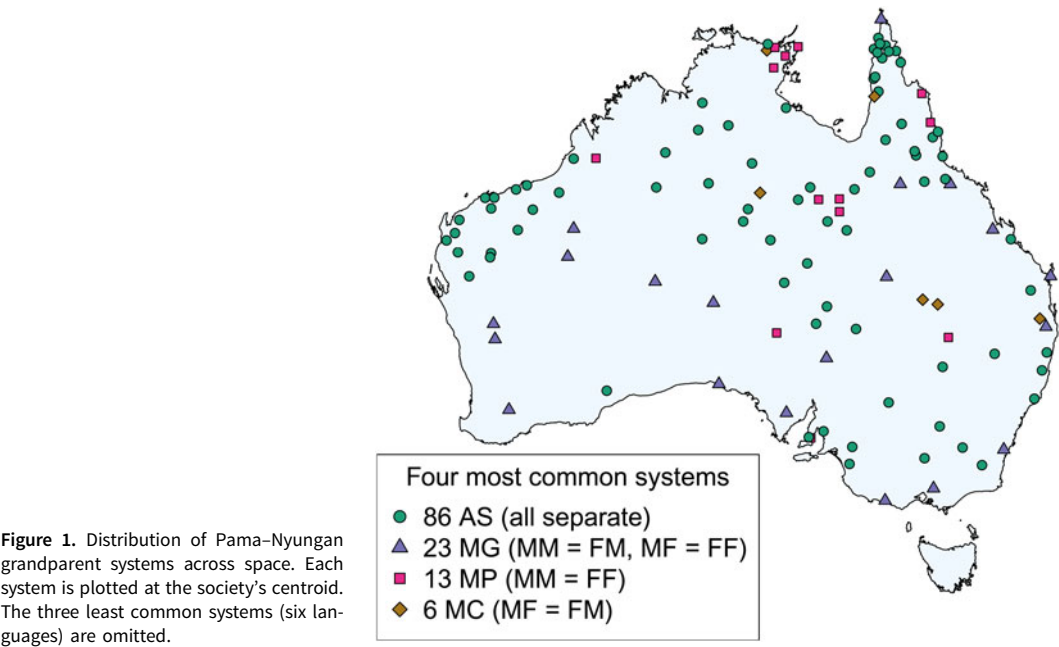 Figure 1. Distribution of Pama–Nyungan
grandparent systems across space. Each
system is plotted at the society's centroid.
The three least common systems (six lan-
guages) are omitted.
Four most common systems
86 AS (all separate)
23 MG (MM = FM, MF = FF)
13 MP (MM = FF)
6 MC (MF = FM)